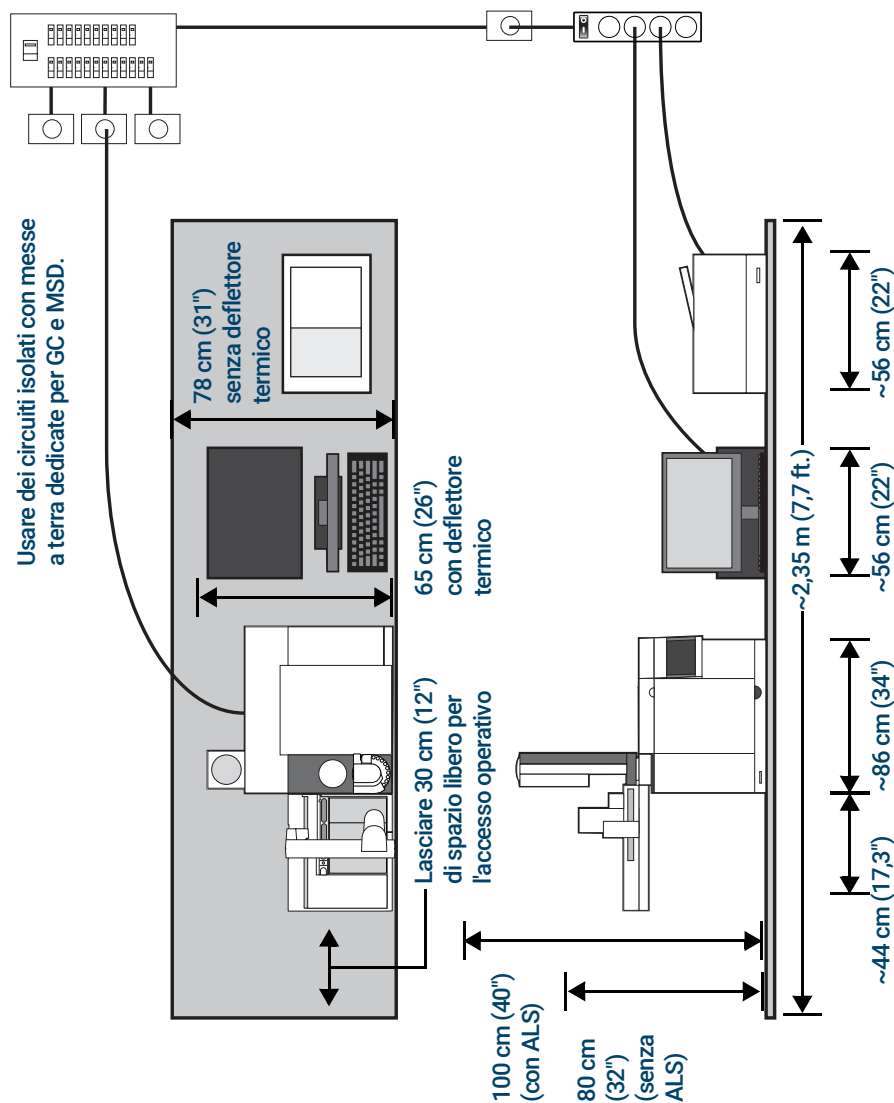 Usare dei circuiti isolati con messe
a terra dedicate per GC e MSD.
78 cm (31")
senza deflettore
termico
65 cm (26")
con deflettore
termico
Lasciare 30 cm (12")
di spazio libero per
l'accesso operativo
100 cm (40")
(con ALS)
80 cm
(32")
(senza
ALS)
~2,35 m (7,7 ft.)
~44 cm (17,3")
~86 cm (34")
~56 cm (22")
~56 cm (22")